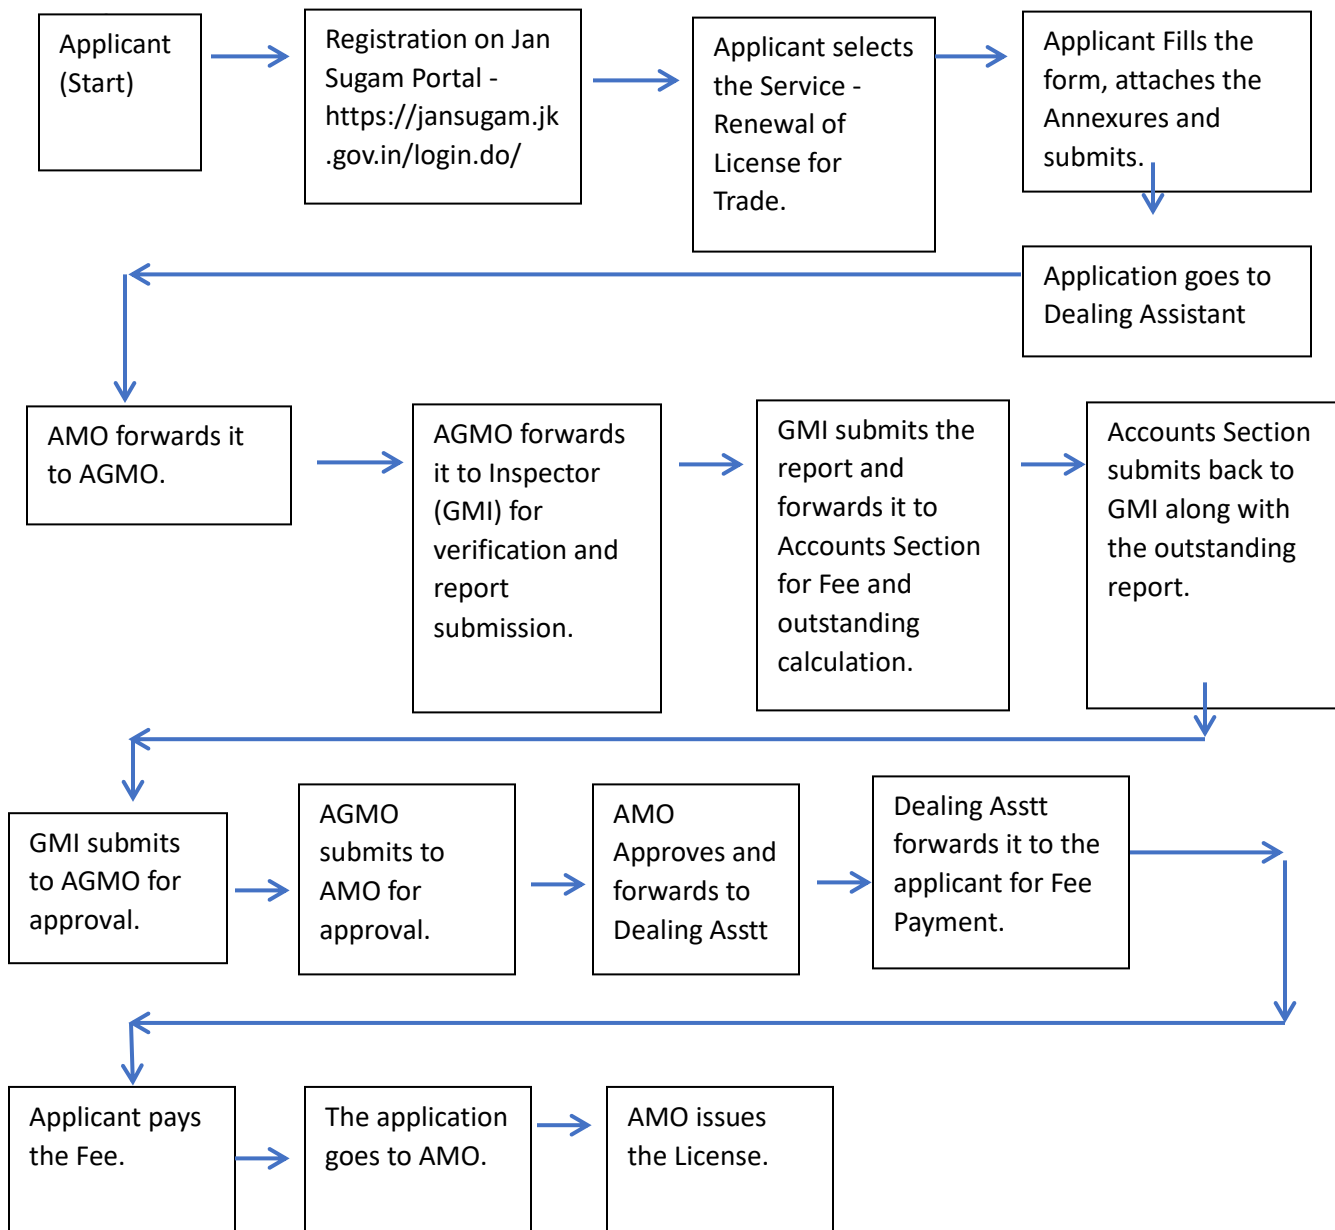 Applicant
(Start)
Registration on Jan
Sugam Portal -
https://jansugam.jk
.gov.in/login.do/
Applicant selects
the Service -
Renewal of
License for
Trade.
Applicant Fills the
form, attaches the
Annexures and
submits.
Application goes to
Dealing Assistant
AMO forwards it
to AGMO.
AGMO forwards
it to Inspector
(GMI) for
verification and
report
submission.
GMI submits the
report and
forwards it to
Accounts Section
for Fee and
outstanding
calculation.
Accounts Section
submits back to
GMI along with
the outstanding
report.
GMI submits
to AGMO for
approval.
AGMO
submits to
AMO for
approval.
AMO
Approves and
forwards to
Dealing Asstt
Dealing Asstt
forwards it to the
applicant for Fee
Payment.
Applicant pays
the Fee.
The application
goes to AMO.
AMO issues
the License.